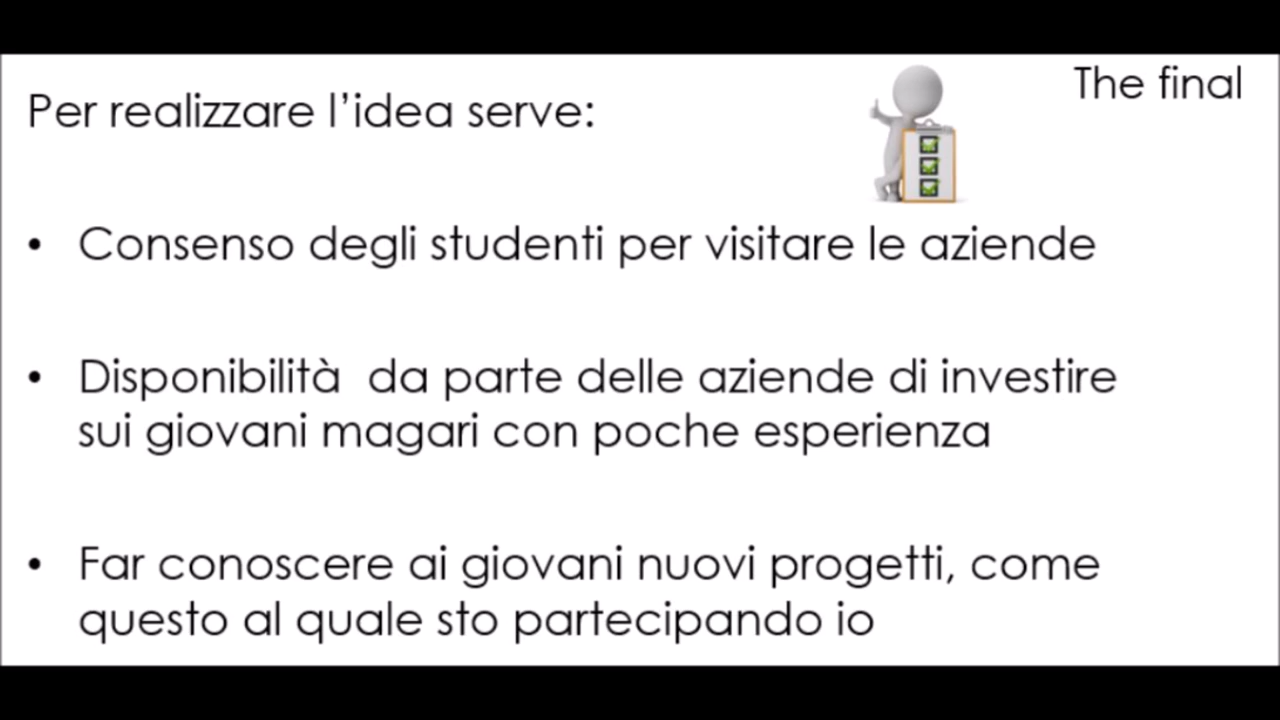 The final
Per realizzare l’idea serve:
• Consenso degli studenti per visitare le aziende
• Disponibilità  da parte delle aziende di investire
sui giovani magari con poche esperienza
• Far conoscere ai giovani nuovi progetti, come
questo al quale sto partecipando io